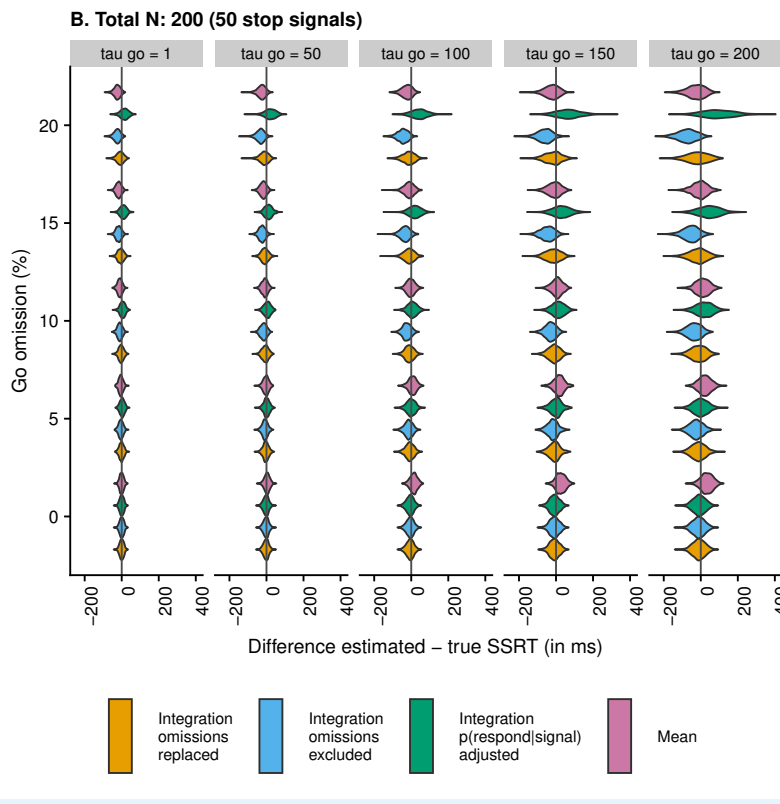 B. Total N: 200 (50 stop signals)
tau go = 1
tau go = 50
tau go = 100
tau go = 150
tau go = 200
Go omission (%)
20
15
10
5
0
−200 0 200 400
−200 0 200 400
−200 0 200 400
−200 0 200 400
−200 0 200 400
Difference estimated − true SSRT (in ms)
Integration
omissions
replaced
Integration
omissions
excluded
Integration
p(respond|signal)
adjusted
Mean